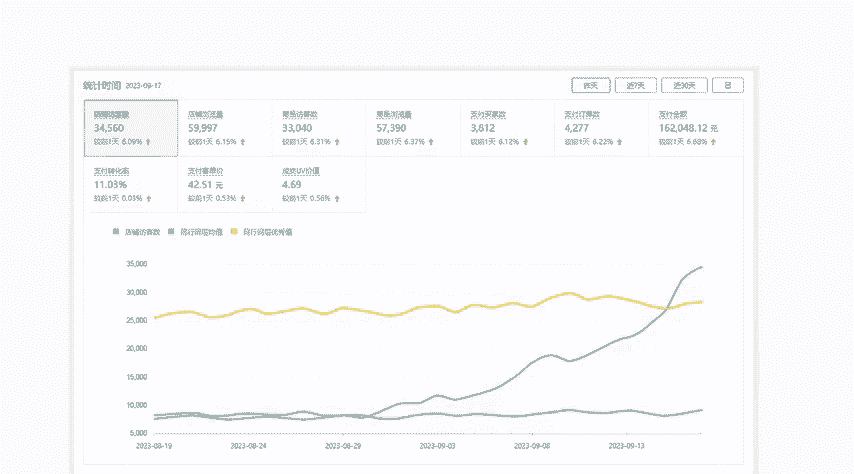 统计时间 2023-09-17
昨天 近7天 近30天 日
店铺访客数 店铺浏览量 商品访客数 商品浏览量 支付买家数 支付订单数 支付金额
34,560 59,997 33,040 57,390 3,812 4,277 162,048.12 元
较前1天 6.09% 较前1天 6.15% 较前1天 6.31% 较前1天 6.37% 较前1天 6.12% 较前1天 6.22% 较前1天 6.68%
支付转化率 支付客单价 成交UV价值
11.03% 42.51 元 4.69
较前1天 0.03% 较前1天 0.53% 较前1天 0.56%
店铺访客数 同行同层均值 同行同层优秀值
35,000
30,000
25,000
20,000
15,000
10,000
5,000
2023-08-19 2023-08-24 2023-08-29 2023-09-03 2023-09-08 2023-09-13